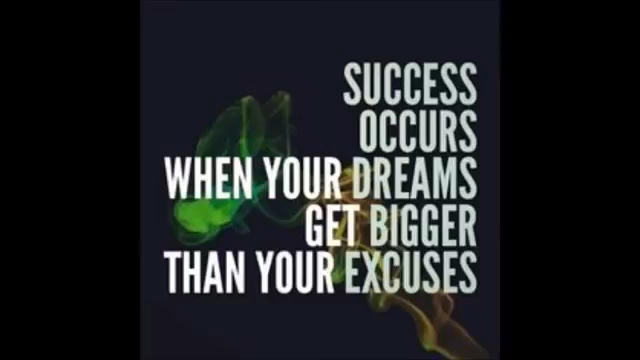 SUCCESS
OCCURS
WHEN YOUR DREAMS
GET BIGGER
THAN YOUR EXCUSES